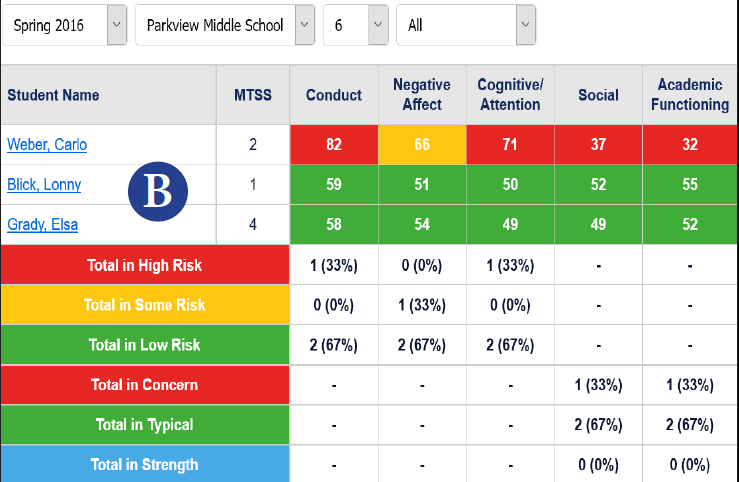 Spring 2016 Parkview Middle School 6 All
Student Name MTSS Conduct Negative Affect Cognitive/ Attention Social Academic Functioning
Weber, Carlo 2 82 66 71 37 32
Blick, Lonny 1 59 51 50 52 55
B
Grady, Elsa 4 58 54 49 49 52
Total in High Risk 1 (33%) 0 (0%) 1 (33%) - -
Total in Some Risk 0 (0%) 1 (33%) 0 (0%) - -
Total in Low Risk 2 (67%) 2 (67%) 2 (67%) - -
Total in Concern - - - 1 (33%) 1 (33%)
Total in Typical - - - 2 (67%) 2 (67%)
Total in Strength - - - 0 (0%) 0 (0%)